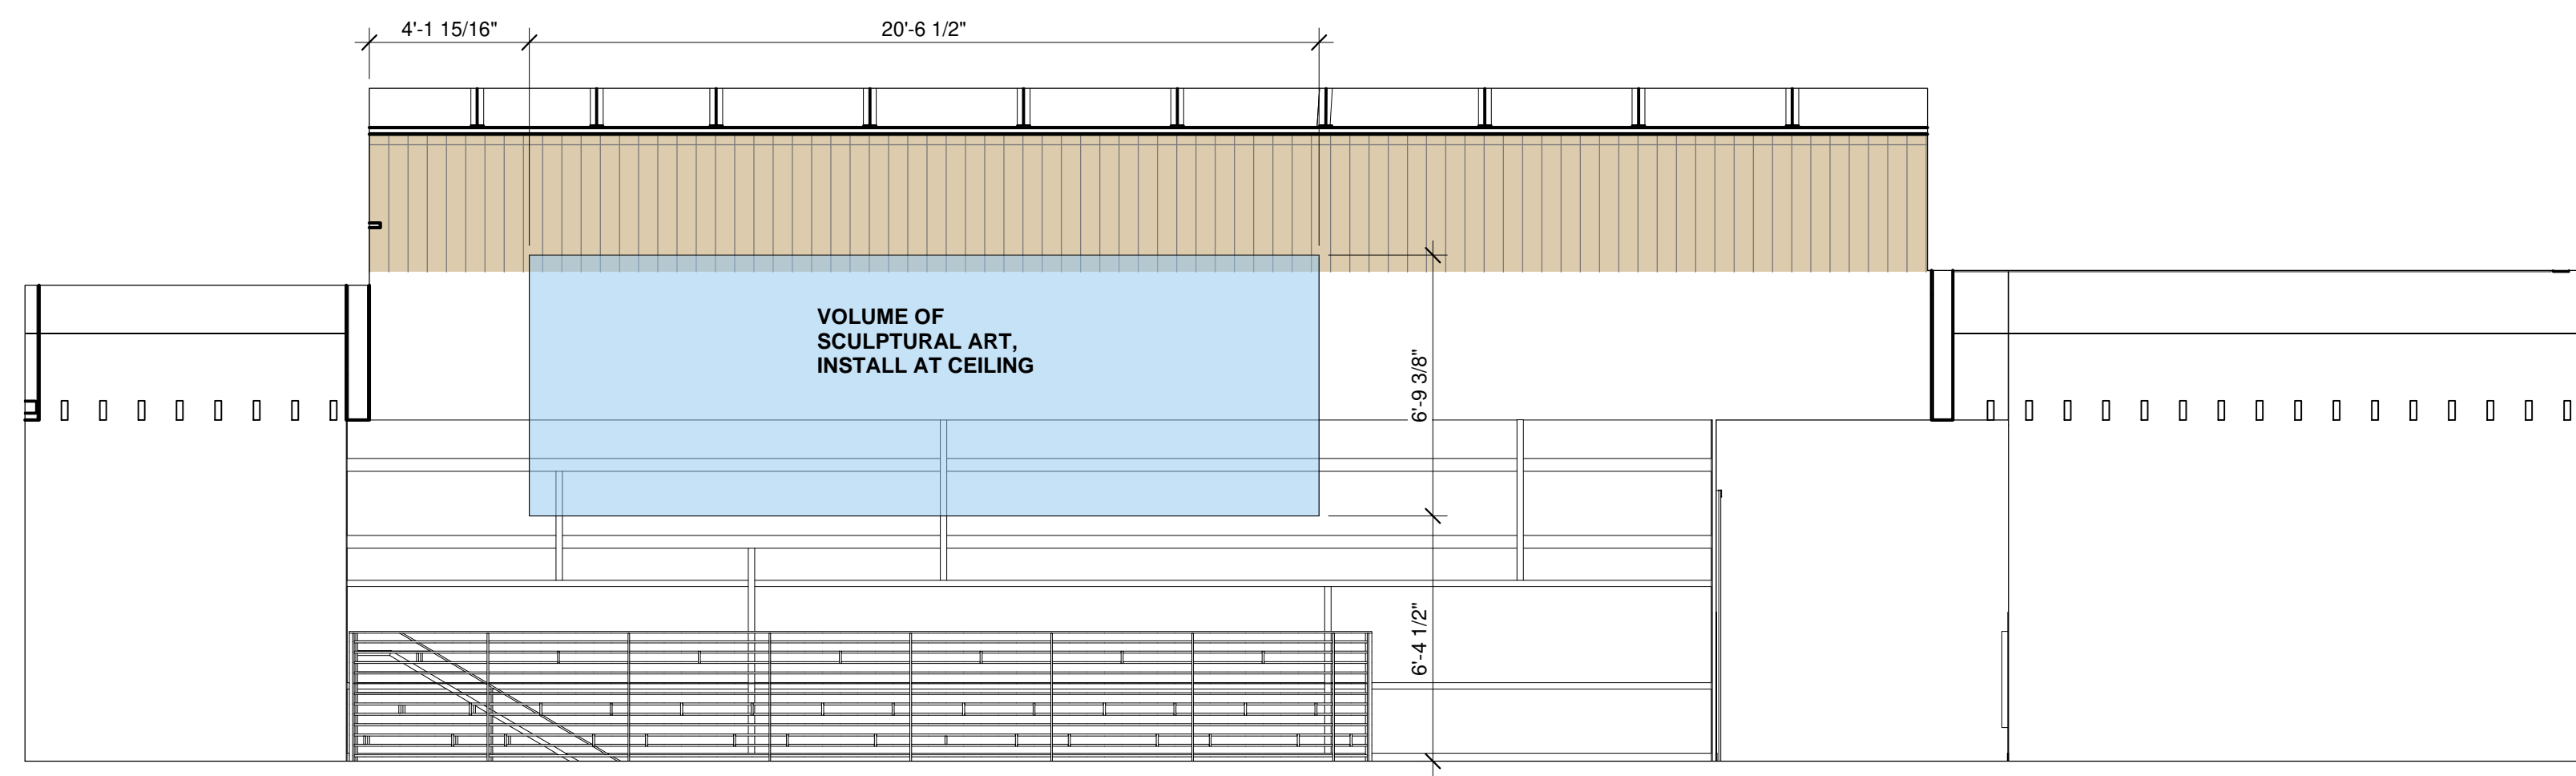 4'-1 15/16"
20'-6 1/2"
VOLUME OF
SCULPTURAL ART,
INSTALL AT CEILING
6'-9 3/8"
6'-4 1/2"